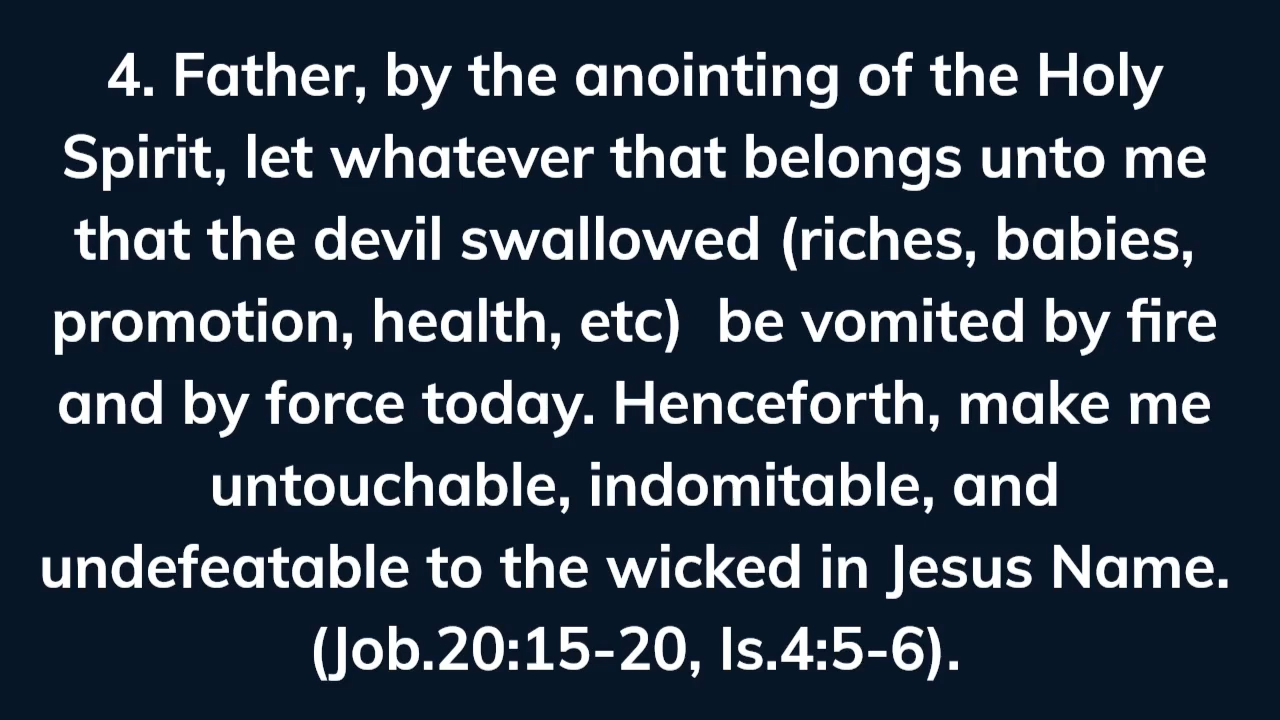 4. Father, by the anointing of the Holy
Spirit, let whatever that belongs unto me
that the devil swallowed (riches, babies,
promotion, health, etc)  be vomited by fire
and by force today. Henceforth, make me
untouchable, indomitable, and
undefeatable to the wicked in Jesus Name.
(Job.20:15-20, Is.4:5-6).